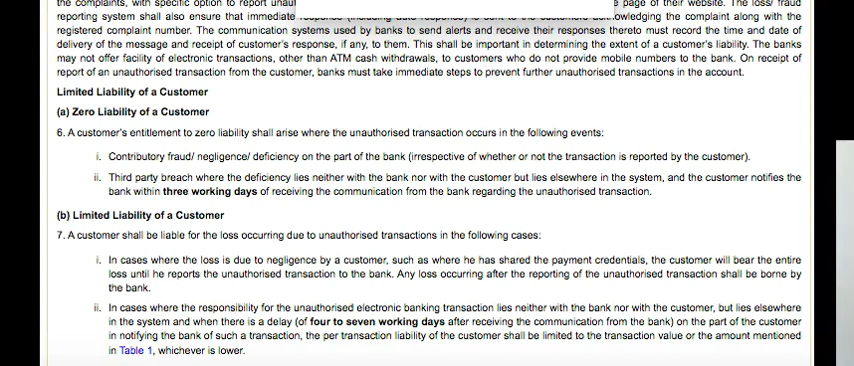 the complaints, with specific option to report unau page of their website. The loss/ fraud
reporting system shall also ensure that immediate owledging the complaint along with the
registered complaint number. The communication systems used by banks to send alerts and receive their responses thereto must record the time and date of
delivery of the message and receipt of customer's response, if any, to them. This shall be important in determining the extent of a customer's liability. The banks
may not offer facility of electronic transactions, other than ATM cash withdrawals, to customers who do not provide mobile numbers to the bank. On receipt of
report of an unauthorised transaction from the customer, banks must take immediate steps to prevent further unauthorised transactions in the account.
Limited Liability of a Customer
(a) Zero Liability of a Customer
6. A customer's entitlement to zero liability shall arise where the unauthorised transaction occurs in the following events:
i. Contributory fraud/ negligence/ deficiency on the part of the bank (irrespective of whether or not the transaction is reported by the customer).
ii. Third party breach where the deficiency lies neither with the bank nor with the customer but lies elsewhere in the system, and the customer notifies the
bank within three working days of receiving the communication from the bank regarding the unauthorised transaction.
(b) Limited Liability of a Customer
7. A customer shall be liable for the loss occurring due to unauthorised transactions in the following cases:
i. In cases where the loss is due to negligence by a customer, such as where he has shared the payment credentials, the customer will bear the entire
loss until he reports the unauthorised transaction to the bank. Any loss occurring after the reporting of the unauthorised transaction shall be borne by
the bank.
ii. In cases where the responsibility for the unauthorised electronic banking transaction lies neither with the bank nor with the customer, but lies elsewhere
in the system and when there is a delay (of four to seven working days after receiving the communication from the bank) on the part of the customer
in notifying the bank of such a transaction, the per transaction liability of the customer shall be limited to the transaction value or the amount mentioned
in Table 1, whichever is lower.